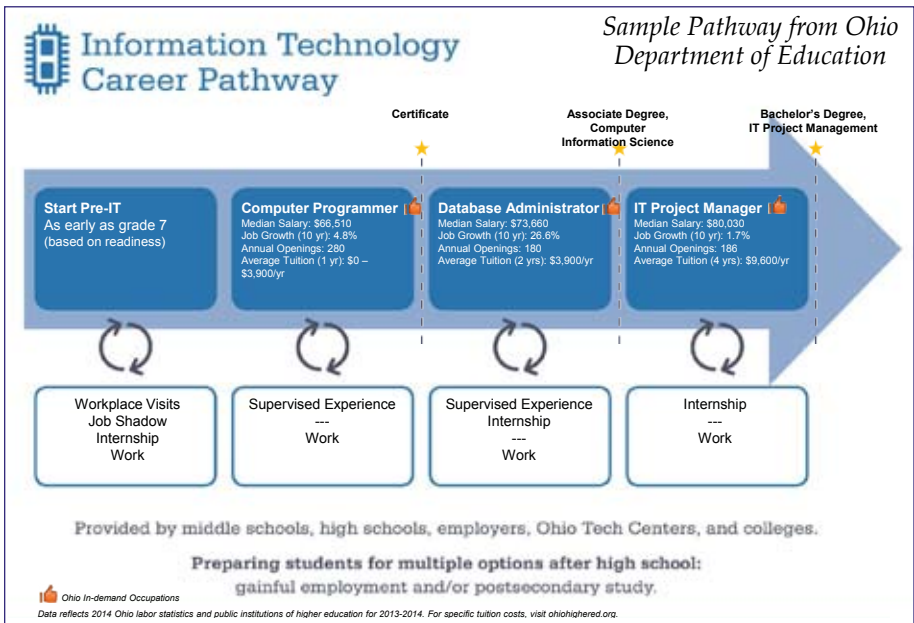 Information Technology
Career Pathway
Sample Pathway from Ohio
Department of Education
Certificate
Associate Degree,
Computer
Information Science
Bachelor's Degree,
IT Project Management
Start Pre-IT
As early as grade 7
(based on readiness)
Computer Programmer
Median Salary: $66,510
Job Growth (10 yr): 4.8%
Annual Openings: 280
Average Tuition (1 yr): $0 –
$3,900/yr
Database Administrator
Median Salary: $73,660
Job Growth (10 yr): 26.6%
Annual Openings: 180
Average Tuition (2 yrs): $3,900/yr
IT Project Manager
Median Salary: $80,030
Job Growth (10 yr): 1.7%
Annual Openings: 186
Average Tuition (4 yrs): $9,600/yr
Workplace Visits
Job Shadow
Internship
Work
Supervised Experience
---
Work
Supervised Experience
Internship
---
Work
Internship
---
Work
Provided by middle schools, high schools, employers, Ohio Tech Centers, and colleges.
Preparing students for multiple options after high school:
gainful employment and/or postsecondary study.
Ohio In-demand Occupations
Data reflects 2014 Ohio labor statistics and public institutions of higher education for 2013-2014. For specific tuition costs, visit ohiohighered.org.